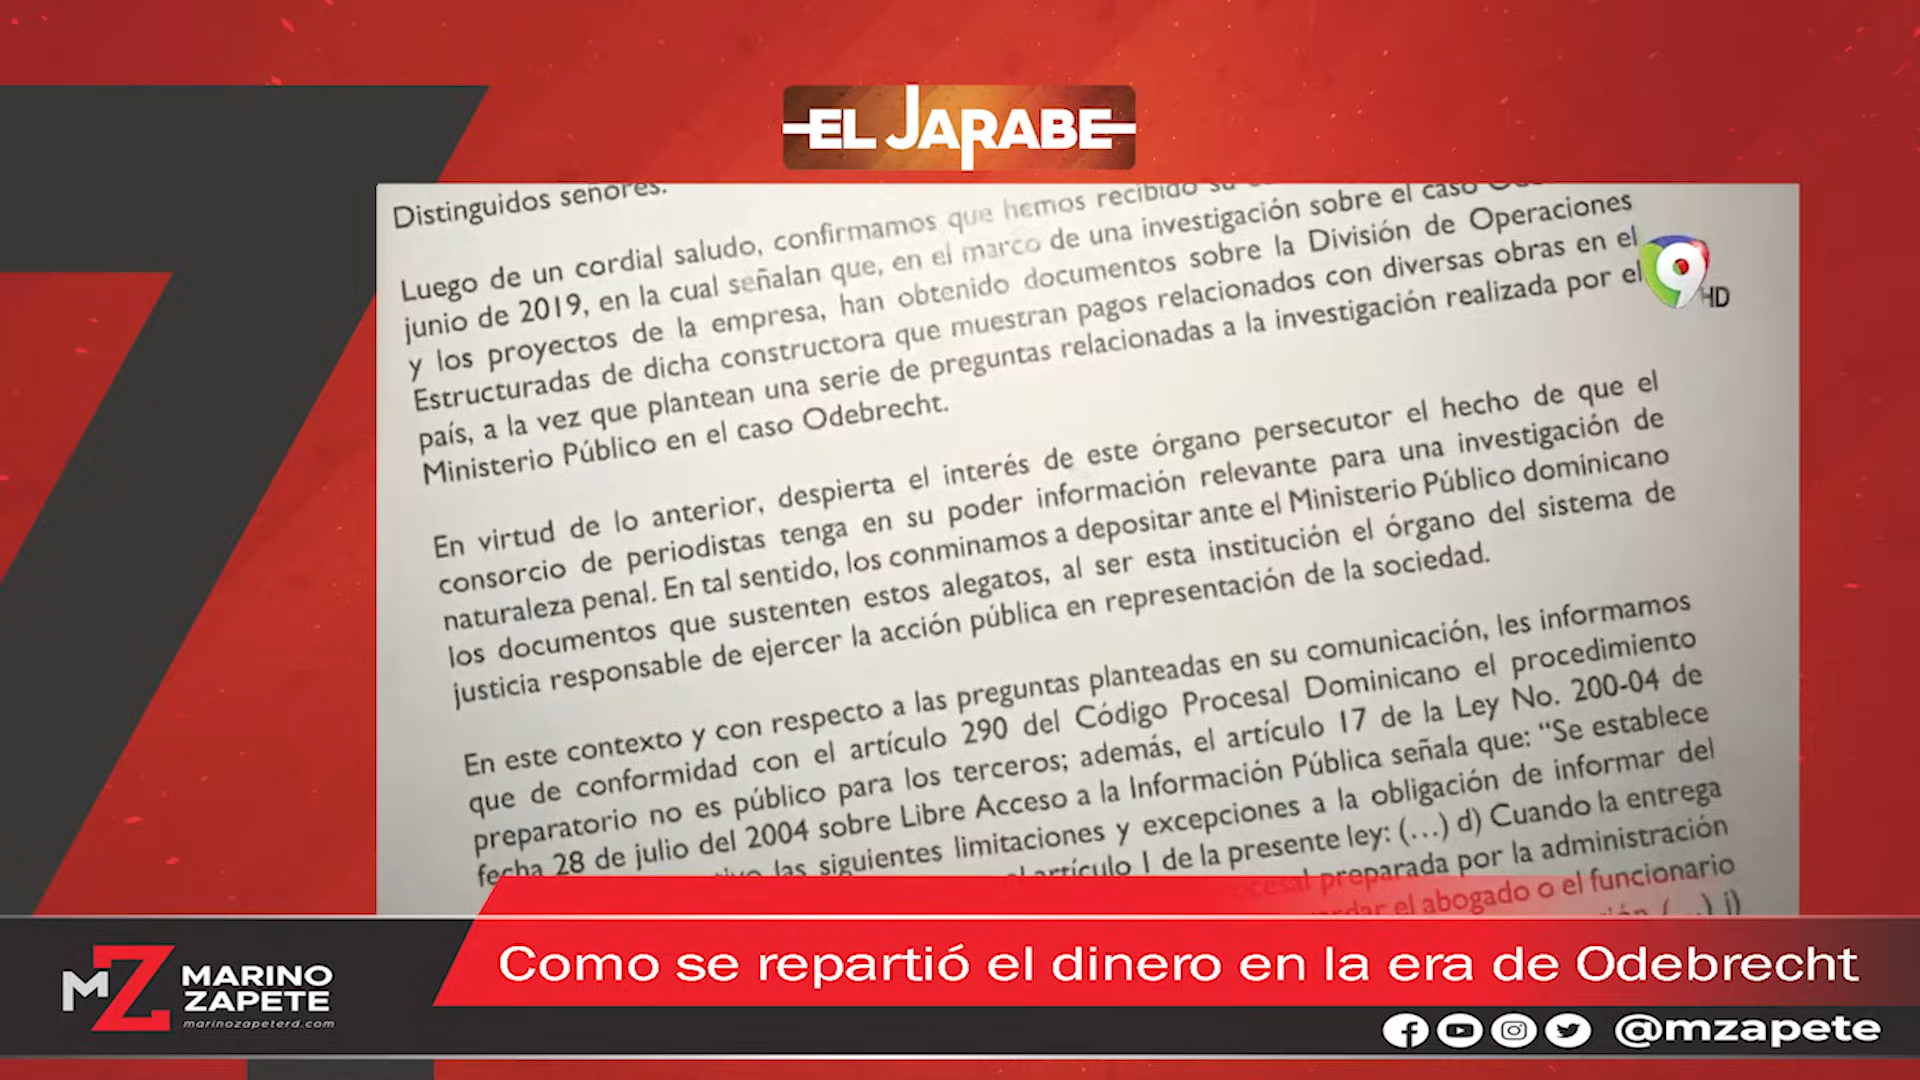 EL JARABE
Distinguidos señores:
Luego de un cordial saludo, confirmamos que hemos recibido su
junio de 2019, en la cual señalan que, en el marco de una investigación sobre el caso
y los proyectos de la empresa, han obtenido documentos sobre la División de Operaciones
Estructuradas de dicha constructora que muestran pagos relacionados con diversas obras en el
país, a la vez que plantean una serie de preguntas relacionadas a la investigación realizada por el
Ministerio Público en el caso Odebrecht.
En virtud de lo anterior, despierta el interés de este órgano persecutor el hecho de que el
consorcio de periodistas tenga en su poder información relevante para una investigación de
naturaleza penal. En tal sentido, los conminamos a depositar ante el Ministerio Público dominicano
los documentos que sustenten estos alegatos, al ser esta institución el órgano del sistema de
justicia responsable de ejercer la acción pública en representación de la sociedad.
En este contexto y con respecto a las preguntas planteadas en su comunicación, les informamos
que de conformidad con el artículo 290 del Código Procesal Dominicano el procedimiento
preparatorio no es público para los terceros; además, el artículo 17 de la Ley No. 200-04 de
fecha 28 de julio del 2004 sobre Libre Acceso a la Información Pública señala que: “Se establece
las siguientes limitaciones y excepciones a la obligación de informar del
artículo 1 de la presente ley: (...) d) Cuando la entrega
preparada por la administración
el abogado o el funcionario
(...) i)
9
HD
Como se repartió el dinero en la era de Odebrecht
MZ MARINO
ZAPETE
marinozapeterd.com
@mzapete